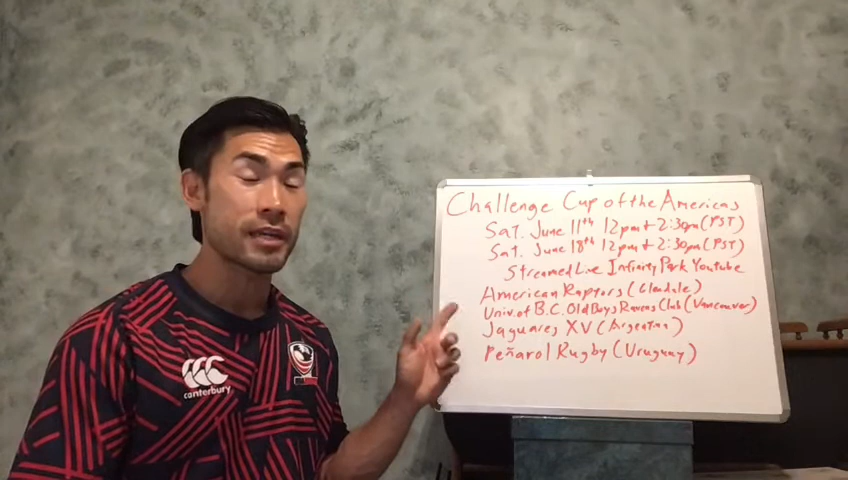 Challenge Cup of the Americas
Sat. June 11th 12pm + 2:30pm (PST)
Sat. June 18th 12pm + 2:30pm (PST)
Streamed Live Infinity Park Youtube
American Raptors (Glendale)
Univ. of B.C. Old Boys Ravens Club (Vancouver)
Jaguares XV (Argentina)
Peñarol Rugby (Uruguay)
CCC
canterbury